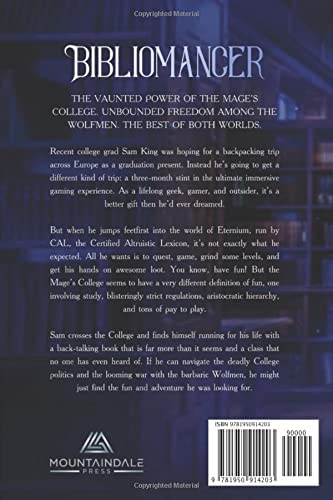 BIBLIOMANCER
THE VAUNTED POWER OF THE MAGE'S
COLLEGE. UNBOUNDED FREEDOM AMONG THE
WOLFMEN. THE BEST OF BOTH WORLDS.
Recent college grad Sam King was hoping for a backpacking trip
across Europe as a graduation present. Instead he's going to get a
different kind of trip: a three-month stint in the ultimate immersive
gaming experience. As a lifelong geek, gamer, and outsider, it's a
better gift then he'd ever dreamed.
But when he jumps feetfirst into the world of Eternium, run by
CAL, the Certified Altruistic Lexicon, it's not exactly what he
expected. All he wants is to quest, game, grind some levels, and
get his hands on awesome loot. You know, have fun! But the
Mage's College seems to have a very different definition of fun, one
involving study, blisteringly strict regulations, aristocratic hierarchy,
and tons of pay to play.
Sam crosses the College and finds himself running for his life
with a back-talking book that is far more than it seems and a class that
no one has even heard of. If he can navigate the deadly College
politics and the looming war with the barbaric Wolfmen, he might
just find the fun and adventure he was looking for.
ISBN 9781950914203
90000
9 781950 914203
MOUNTAINDALE
PRESS